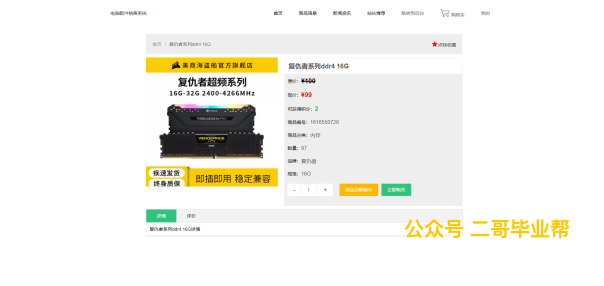 电脑配件销售系统 首页 商品信息 新闻资讯 站长推荐 跳转到后台 购物车 我的
首页 / 复仇者系列ddr4 16G 点我收藏
美商海盗船官方旗舰店
复仇者超频系列
16G-32G 2400-4266MHz
VENGEANCE
疾速发货
终身质保
即插即用 稳定兼容
复仇者系列ddr4 16G
原价: ¥100
现价: ¥99
可获得积分: 2
商品编号: 1616550728
商品分类: 内存
数量: 97
品牌: 复仇者
规格: 16G
- 1 +
添加到购物车 立即购买
详情 评价
复仇者系列ddr4 16G详情
公众号 二哥毕业帮